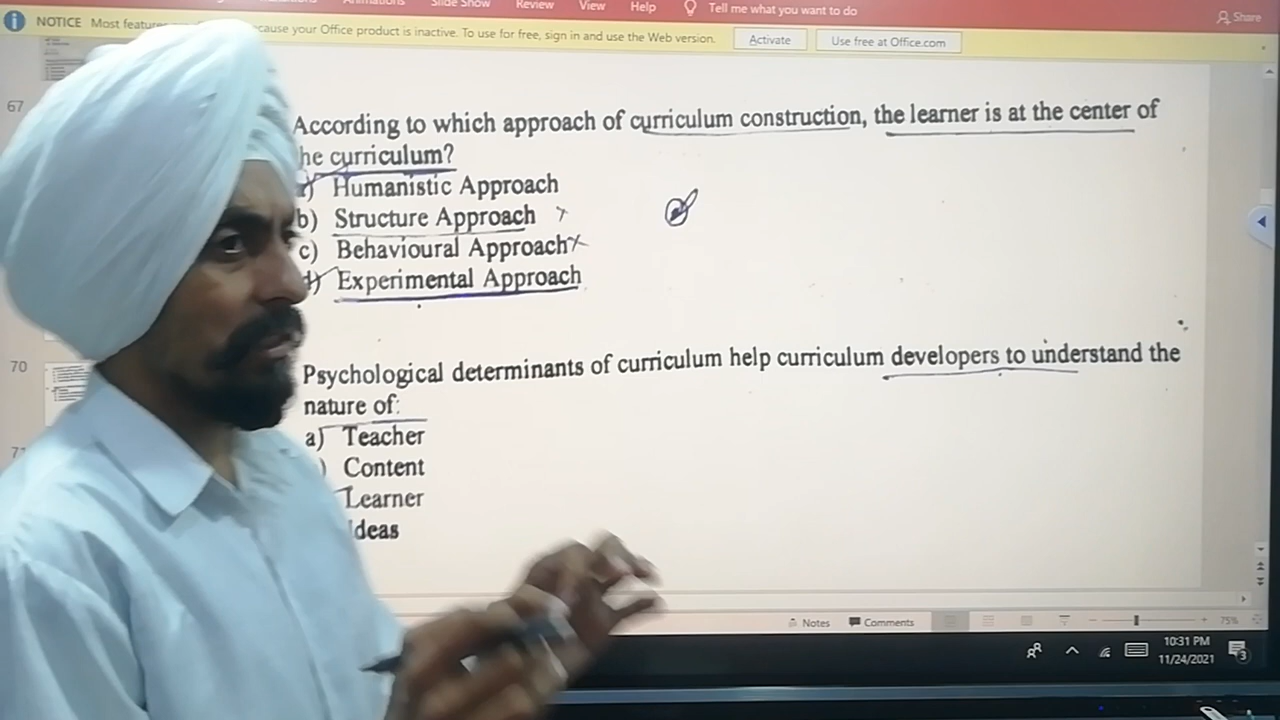 Review View Help Tell me what you want to do Share
NOTICE Most cause your Office product is inactive. To use for free, sign in and use the Web version. Activate Use free at Office.com
67
According to which approach of curriculum construction, the learner is at the center of
he curriculum?
Humanistic Approach
b) Structure Approach
c) Behavioural Approach
d) Experimental Approach
70
Psychological determinants of curriculum help curriculum developers to understand the
nature of:
a) Teacher
) Content
Learner
Ideas
71
Notes Comments 75%
10:31 PM
11/24/2021
3